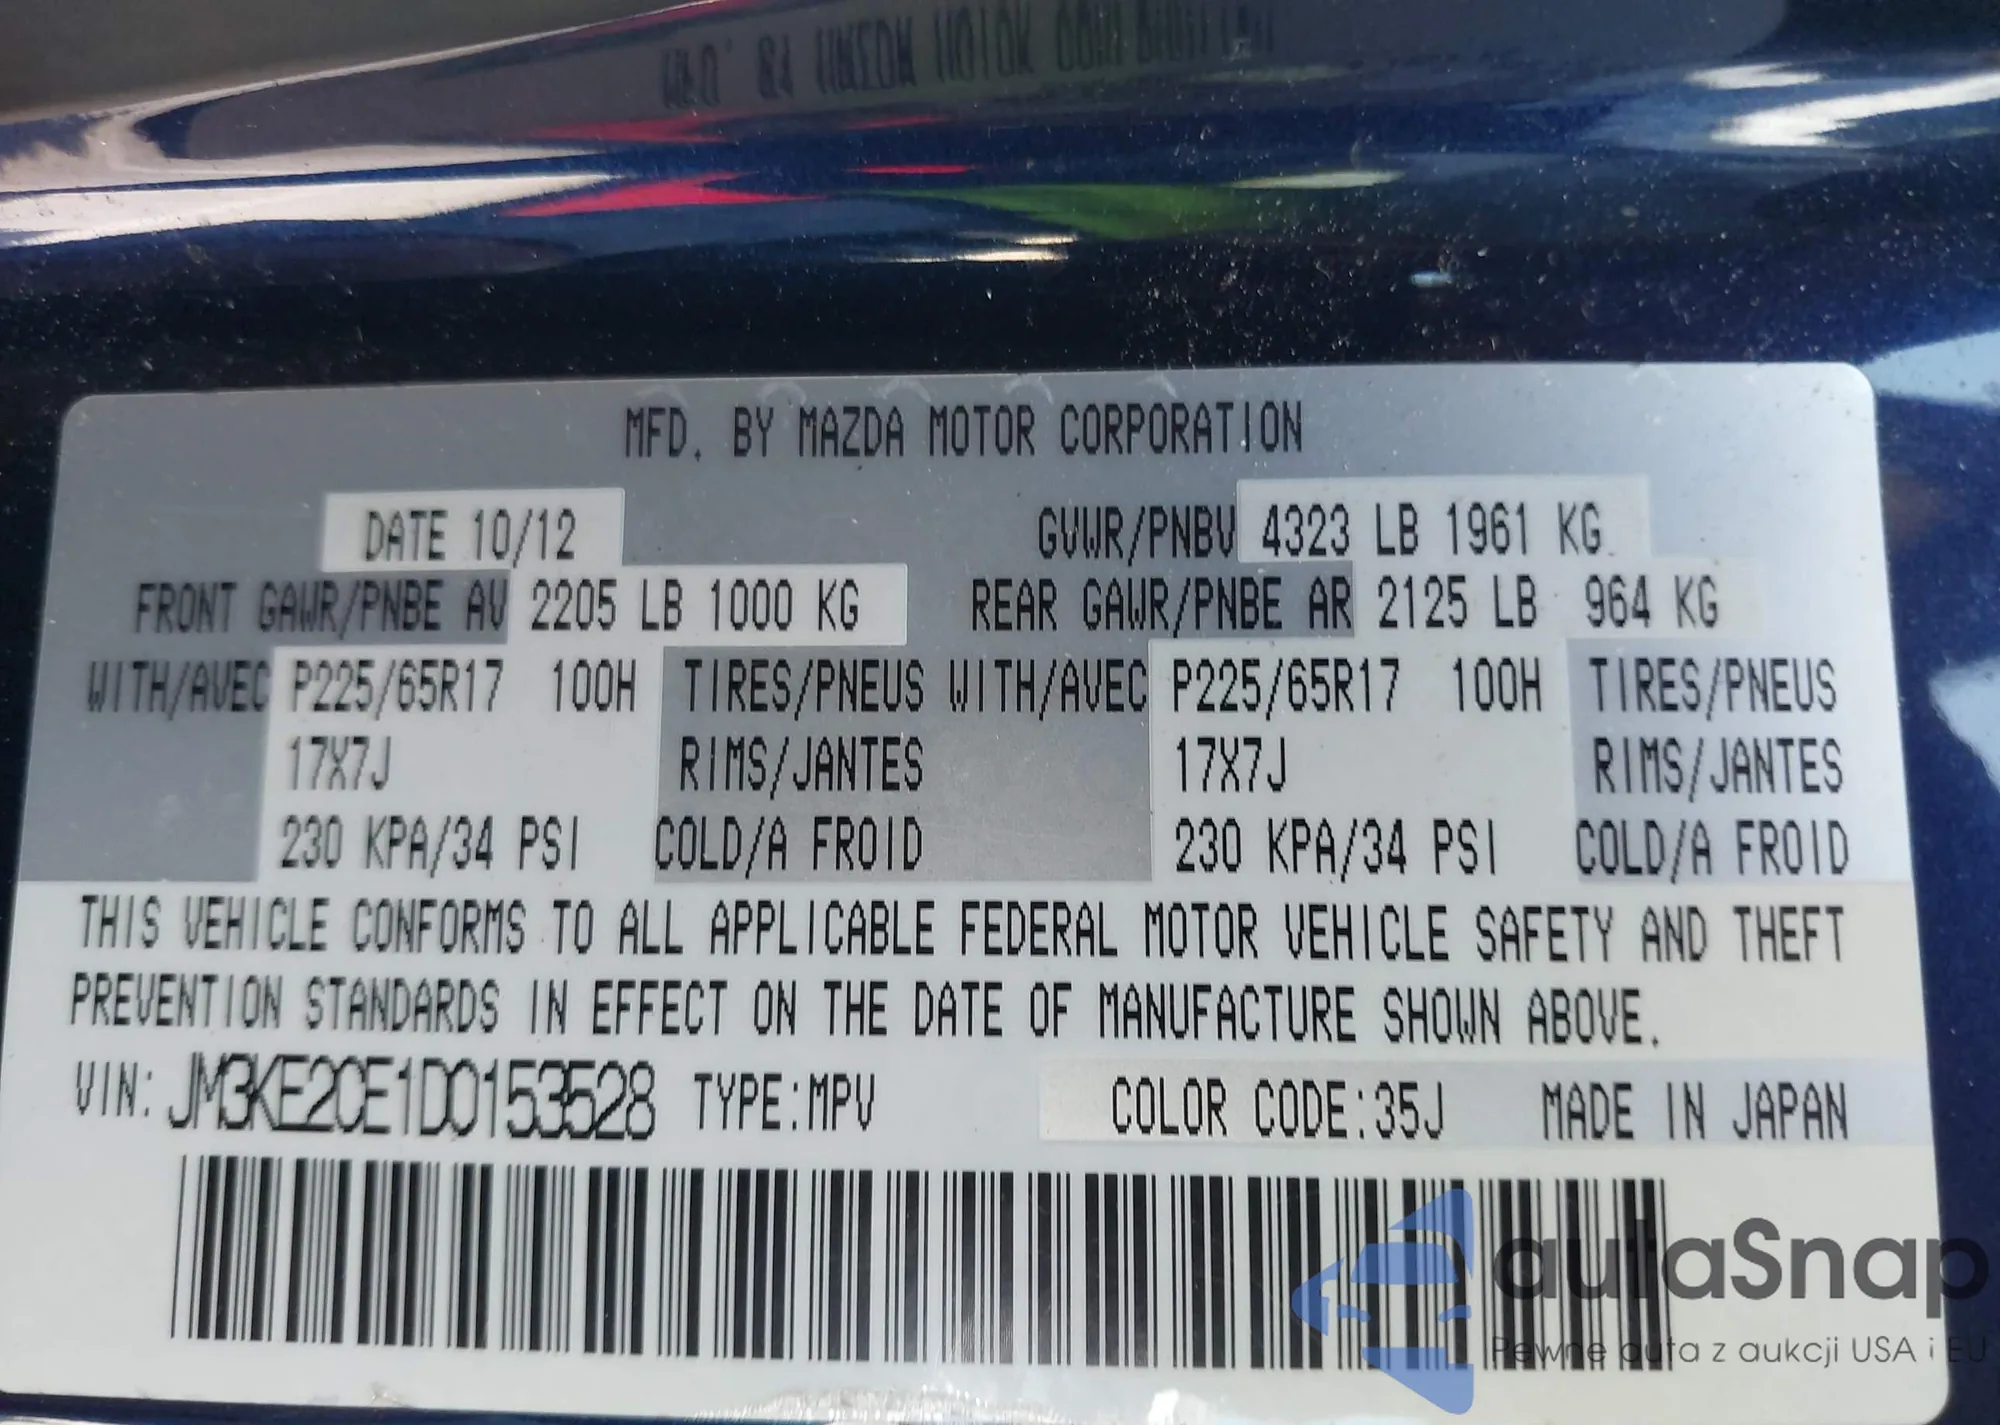 MFD. BY MAZDA MOTOR CORPORATION
DATE 10/12 GVWR/PNBV 4323 LB 1961 KG
FRONT GAWR/PNBE AV 2205 LB 1000 KG REAR GAWR/PNBE AR 2125 LB 964 KG
WITH/AVEC P225/65R17 100H TIRES/PNEUS WITH/AVEC P225/65R17 100H TIRES/PNEUS
17X7J RIMS/JANTES 17X7J RIMS/JANTES
230 KPA/34 PSI COLD/A FROID 230 KPA/34 PSI COLD/A FROID
THIS VEHICLE CONFORMS TO ALL APPLICABLE FEDERAL MOTOR VEHICLE SAFETY AND THEFT
PREVENTION STANDARDS IN EFFECT ON THE DATE OF MANUFACTURE SHOWN ABOVE.
VIN: JM3KE2CE1D0153528 TYPE:MPV COLOR CODE:35J MADE IN JAPAN
autaSnap
Pewne auta z aukcji USA i EU